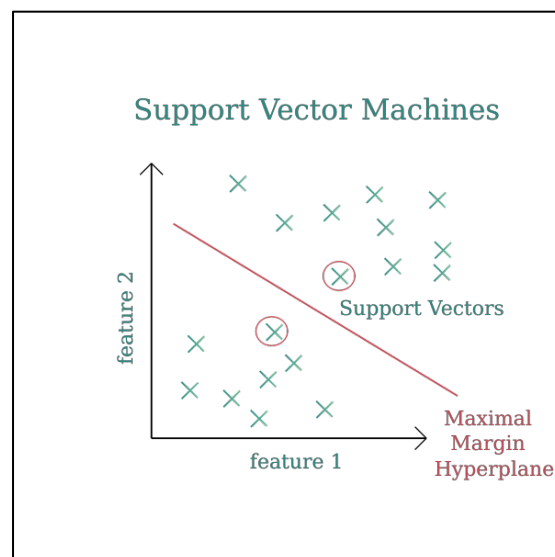 Support Vector Machines
feature 2
Support Vectors
feature 1
Maximal
Margin
Hyperplane